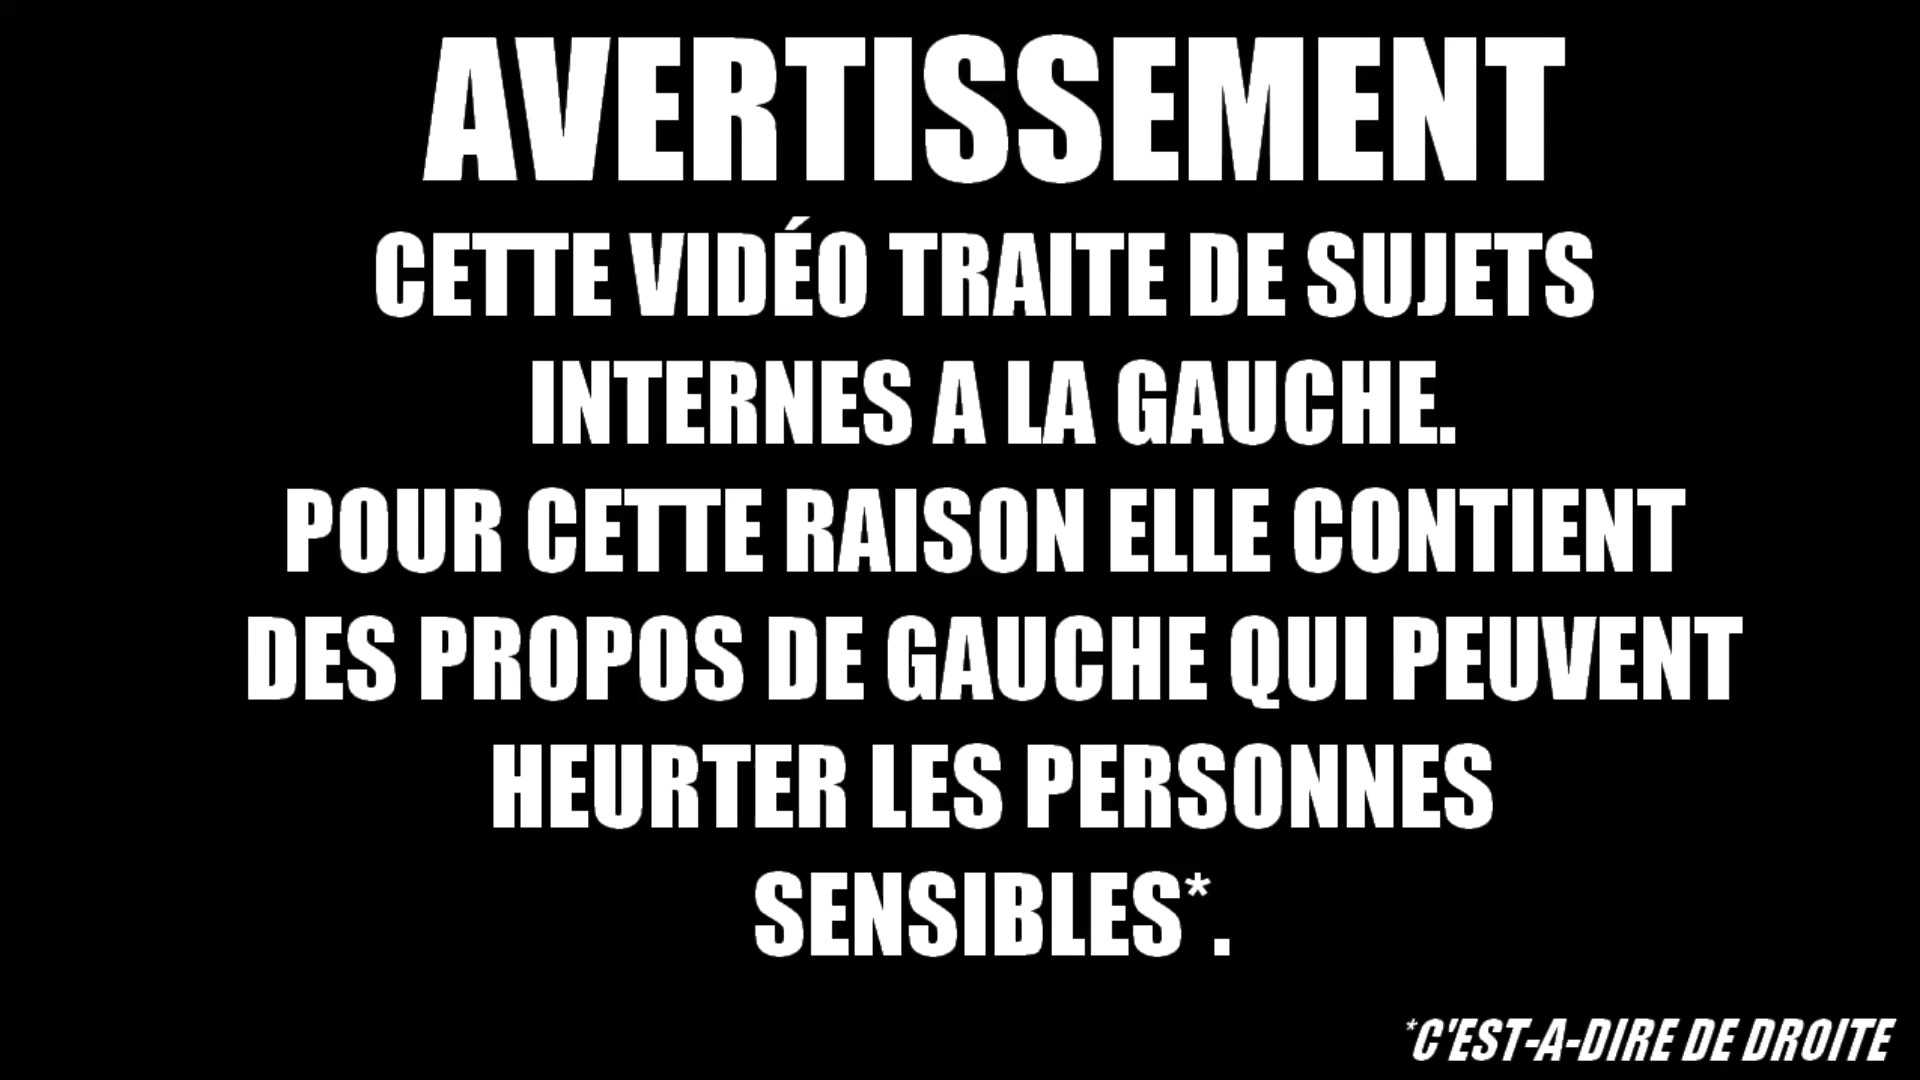 AVERTISSEMENT
CETTE VIDÉO TRAITE DE SUJETS
INTERNES A LA GAUCHE.
POUR CETTE RAISON ELLE CONTIENT
DES PROPOS DE GAUCHE QUI PEUVENT
HEURTER LES PERSONNES
SENSIBLES*.
*C'EST-A-DIRE DE DROITE